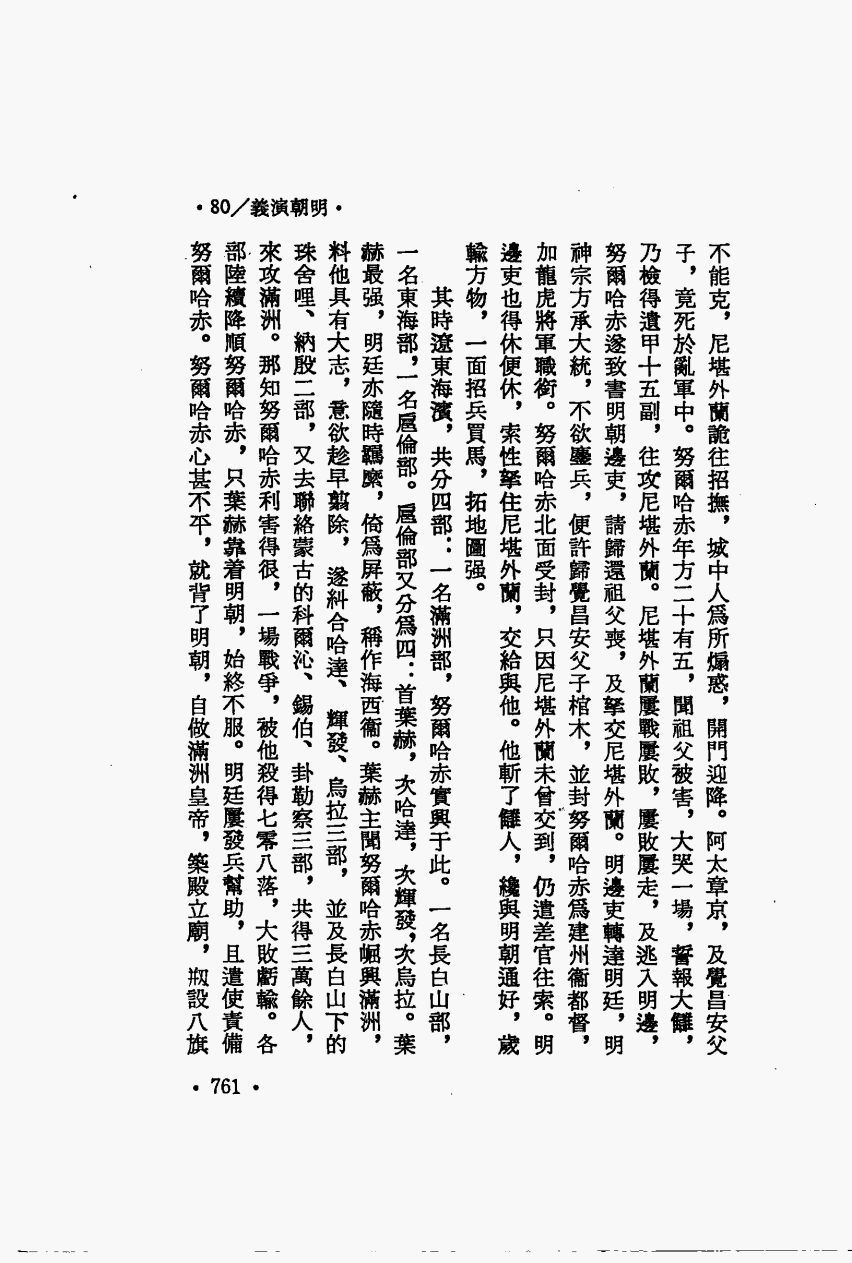 ·80／義演朝明·
不能克，尼堪外蘭詭往招撫，城中人爲所煽惑，開門迎降。阿太章京，及覺昌安父
子，竟死於亂軍中。努爾哈赤年方二十有五，聞祖父被害，大哭一場，誓報大讎，
乃檢得遺甲十五副，往攻尼堪外蘭。尼堪外蘭屢戰屢敗，屢敗屢走，及逃入明邊，
努爾哈赤遂致書明朝邊吏，請歸還祖父喪，及拏交尼堪外蘭。明邊吏轉達明廷，明
神宗方承大統，不欲鏖兵，便許歸覺昌安父子棺木，並封努爾哈赤爲建州衞都督，
加龍虎將軍職銜。努爾哈赤北面受封，只因尼堪外蘭未曾交到，仍遣差官往索。明
邊吏也得休便休，索性拏住尼堪外蘭，交給與他。他斬了讎人，纔與明朝通好，歲
輸方物，一面招兵買馬，拓地圖强。
其時遼東海濱，共分四部：一名滿洲部，努爾哈赤實興于此。一名長白山部，
一名東海部，一名扈倫部。扈倫部又分爲四：首葉赫，次哈達，次輝發，次烏拉。葉
赫最强，明廷亦隨時羈縻，倚爲屏蔽，稱作海西衞。葉赫主聞努爾哈赤崛興滿洲，
料他具有大志，意欲趁早翦除，遂糾合哈達、輝發、烏拉三部，並及長白山下的
珠舍哩、納殷二部，又去聯絡蒙古的科爾沁、錫伯、卦勒察三部，共得三萬餘人，
來攻滿洲。那知努爾哈赤利害得很，一場戰爭，被他殺得七零八落，大敗虧輸。各
部陸續降順努爾哈赤，只葉赫靠着明朝，始終不服。明廷屢發兵幫助，且遣使責備
努爾哈赤。努爾哈赤心甚不平，就背了明朝，自做滿洲皇帝，築殿立廟，剏設八旗
·761·